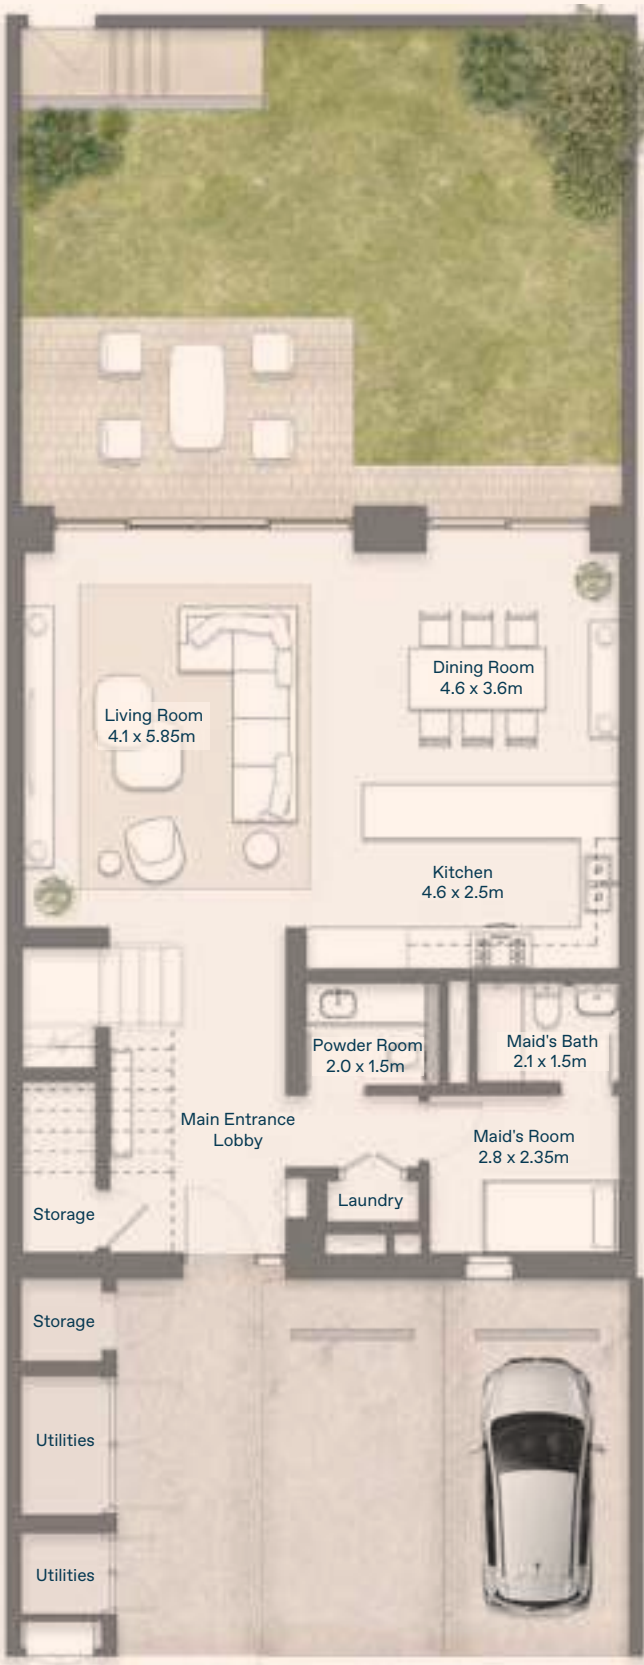 Dining Room
4.6 x 3.6m
Living Room
4.1 x 5.85m
Kitchen
4.6 x 2.5m
Powder Room
2.0 x 1.5m
Maid's Bath
2.1 x 1.5m
Main Entrance
Lobby
Maid's Room
2.8 x 2.35m
Laundry
Storage
Storage
Utilities
Utilities